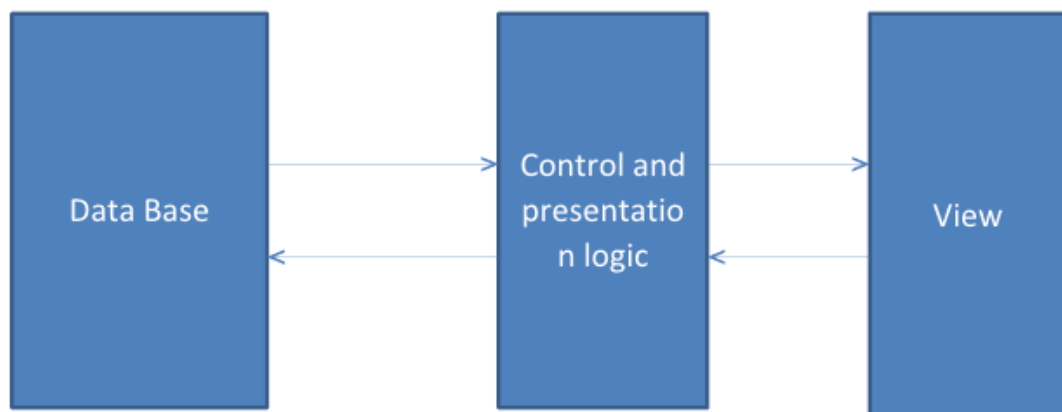 Data Base
Control and
presentatio
n logic
View